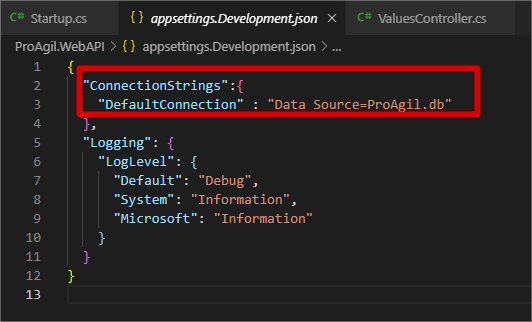 Startup.cs
{ } appsettings.Development.json ×
ValuesController.cs
ProAgil.WebAPI > { } appsettings.Development.json > ...
1 {
2 "ConnectionStrings":{
3 "DefaultConnection" : "Data Source=ProAgil.db"
4 },
5 "Logging": {
6 "LogLevel": {
7 "Default": "Debug",
8 "System": "Information",
9 "Microsoft": "Information"
10 }
11 }
12 }
13